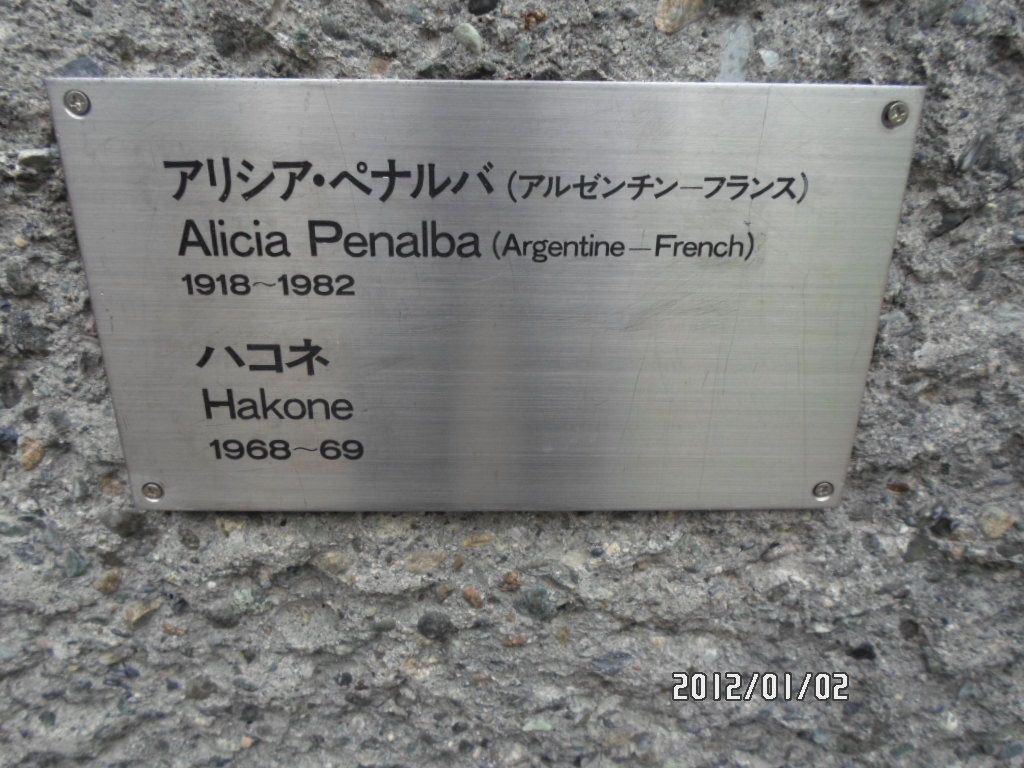 アリシア・ペナルバ (アルゼンチン—フランス)
Alicia Penalba (Argentine—French)
1918~1982
ハコネ
Hakone
1968~69
2012/01/02